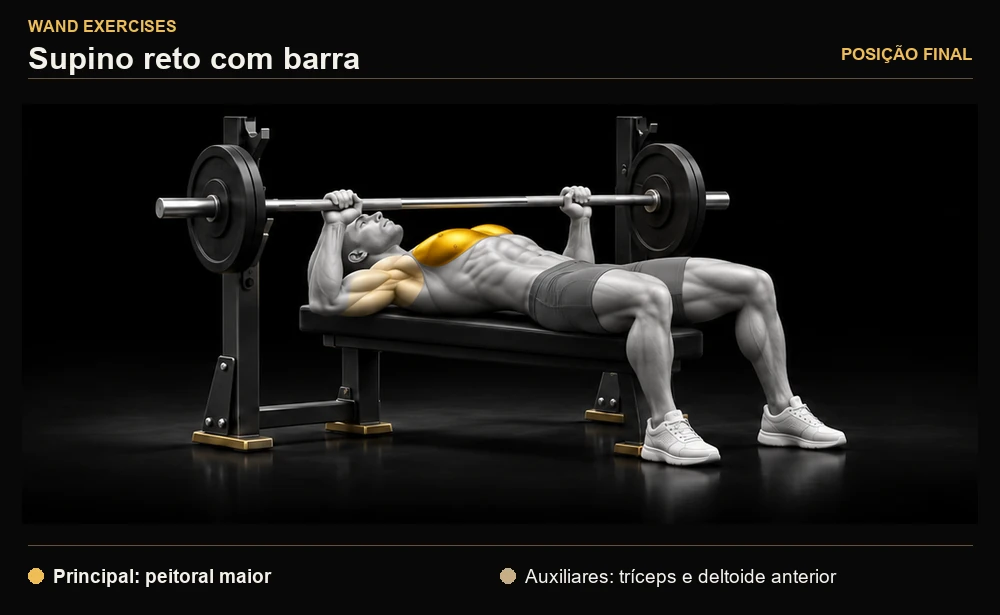 WAND EXERCISES
Supino reto com barra
POSIÇÃO FINAL
Principal: peitoral maior
Auxiliares: tríceps e deltoide anterior